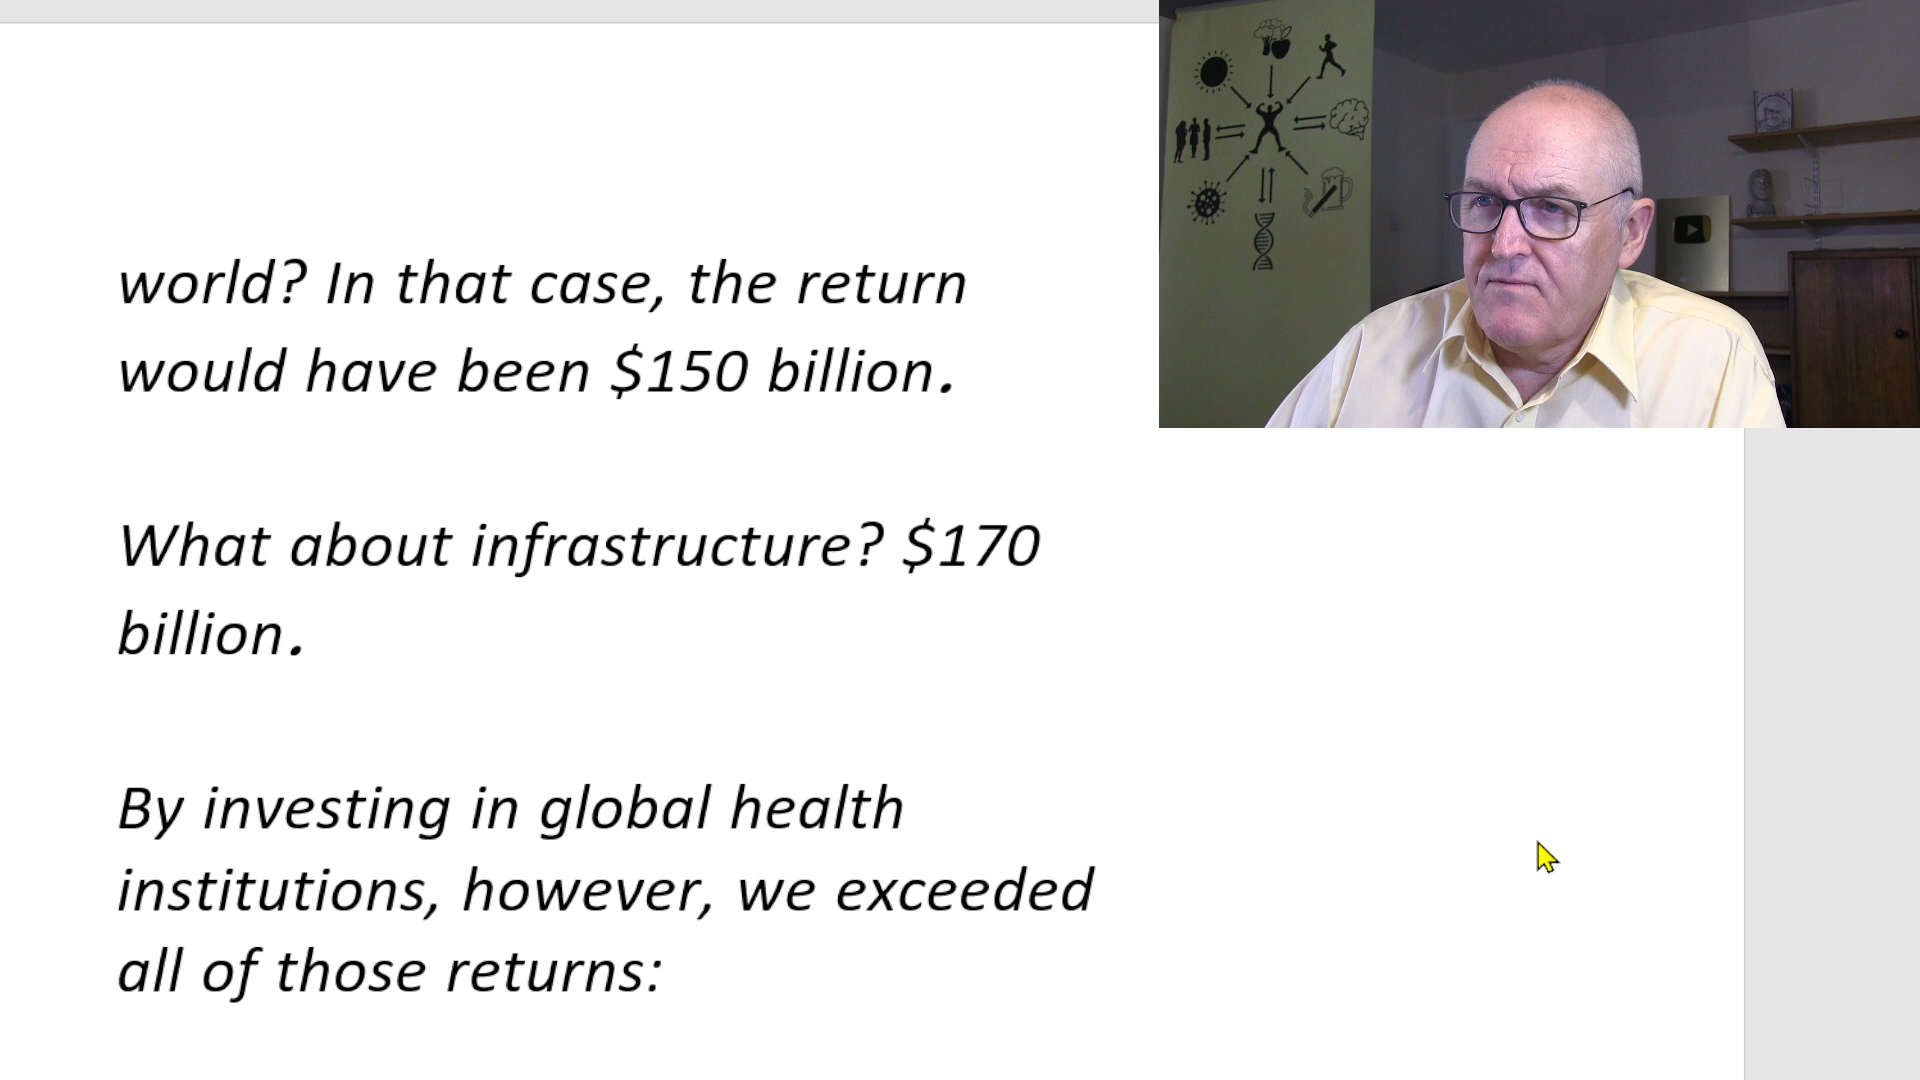 world? In that case, the return
would have been $150 billion.
What about infrastructure? $170
billion.
By investing in global health
institutions, however, we exceeded
all of those returns: